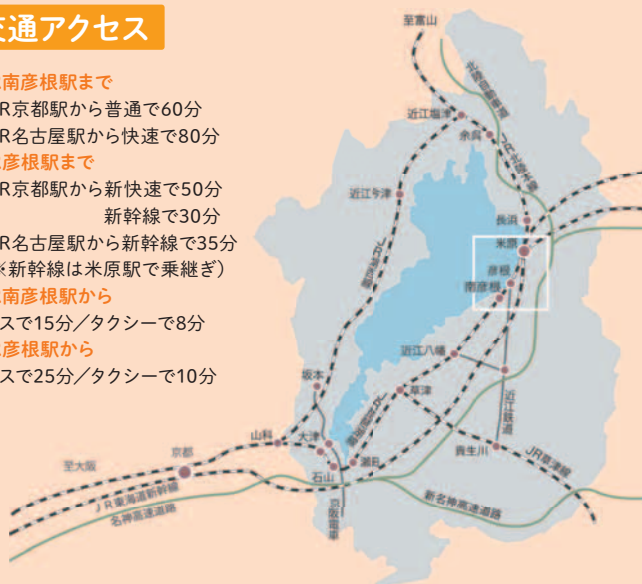 交通アクセス
南彦根駅まで
R京都駅から普通で60分
R名古屋駅から快速で80分
彦根駅まで
R京都駅から新快速で50分
新幹線で30分
R名古屋駅から新幹線で35分
※新幹線は米原駅で乗継ぎ）
南彦根駅から
スで15分／タクシーで8分
彦根駅から
スで25分／タクシーで10分
至富山
北陸自動車道
近江塩津
余呉
JR北陸本線
近江今津
長浜
米原
彦根
南彦根
近江八幡
坂本
草津
近江鉄道
山科
大津
京都
至大阪
石山
瀬田
貴生川
JR草津線
JR東海道新幹線
名神高速道路
京阪電車
新名神高速道路